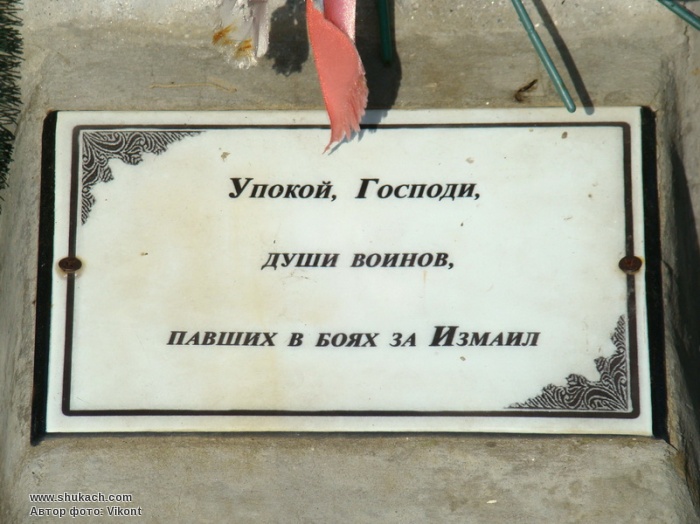 Упокой, Господи,
души воинов,
павших в боях за Измаил
www.shukach.com
Автор фото: Vikont